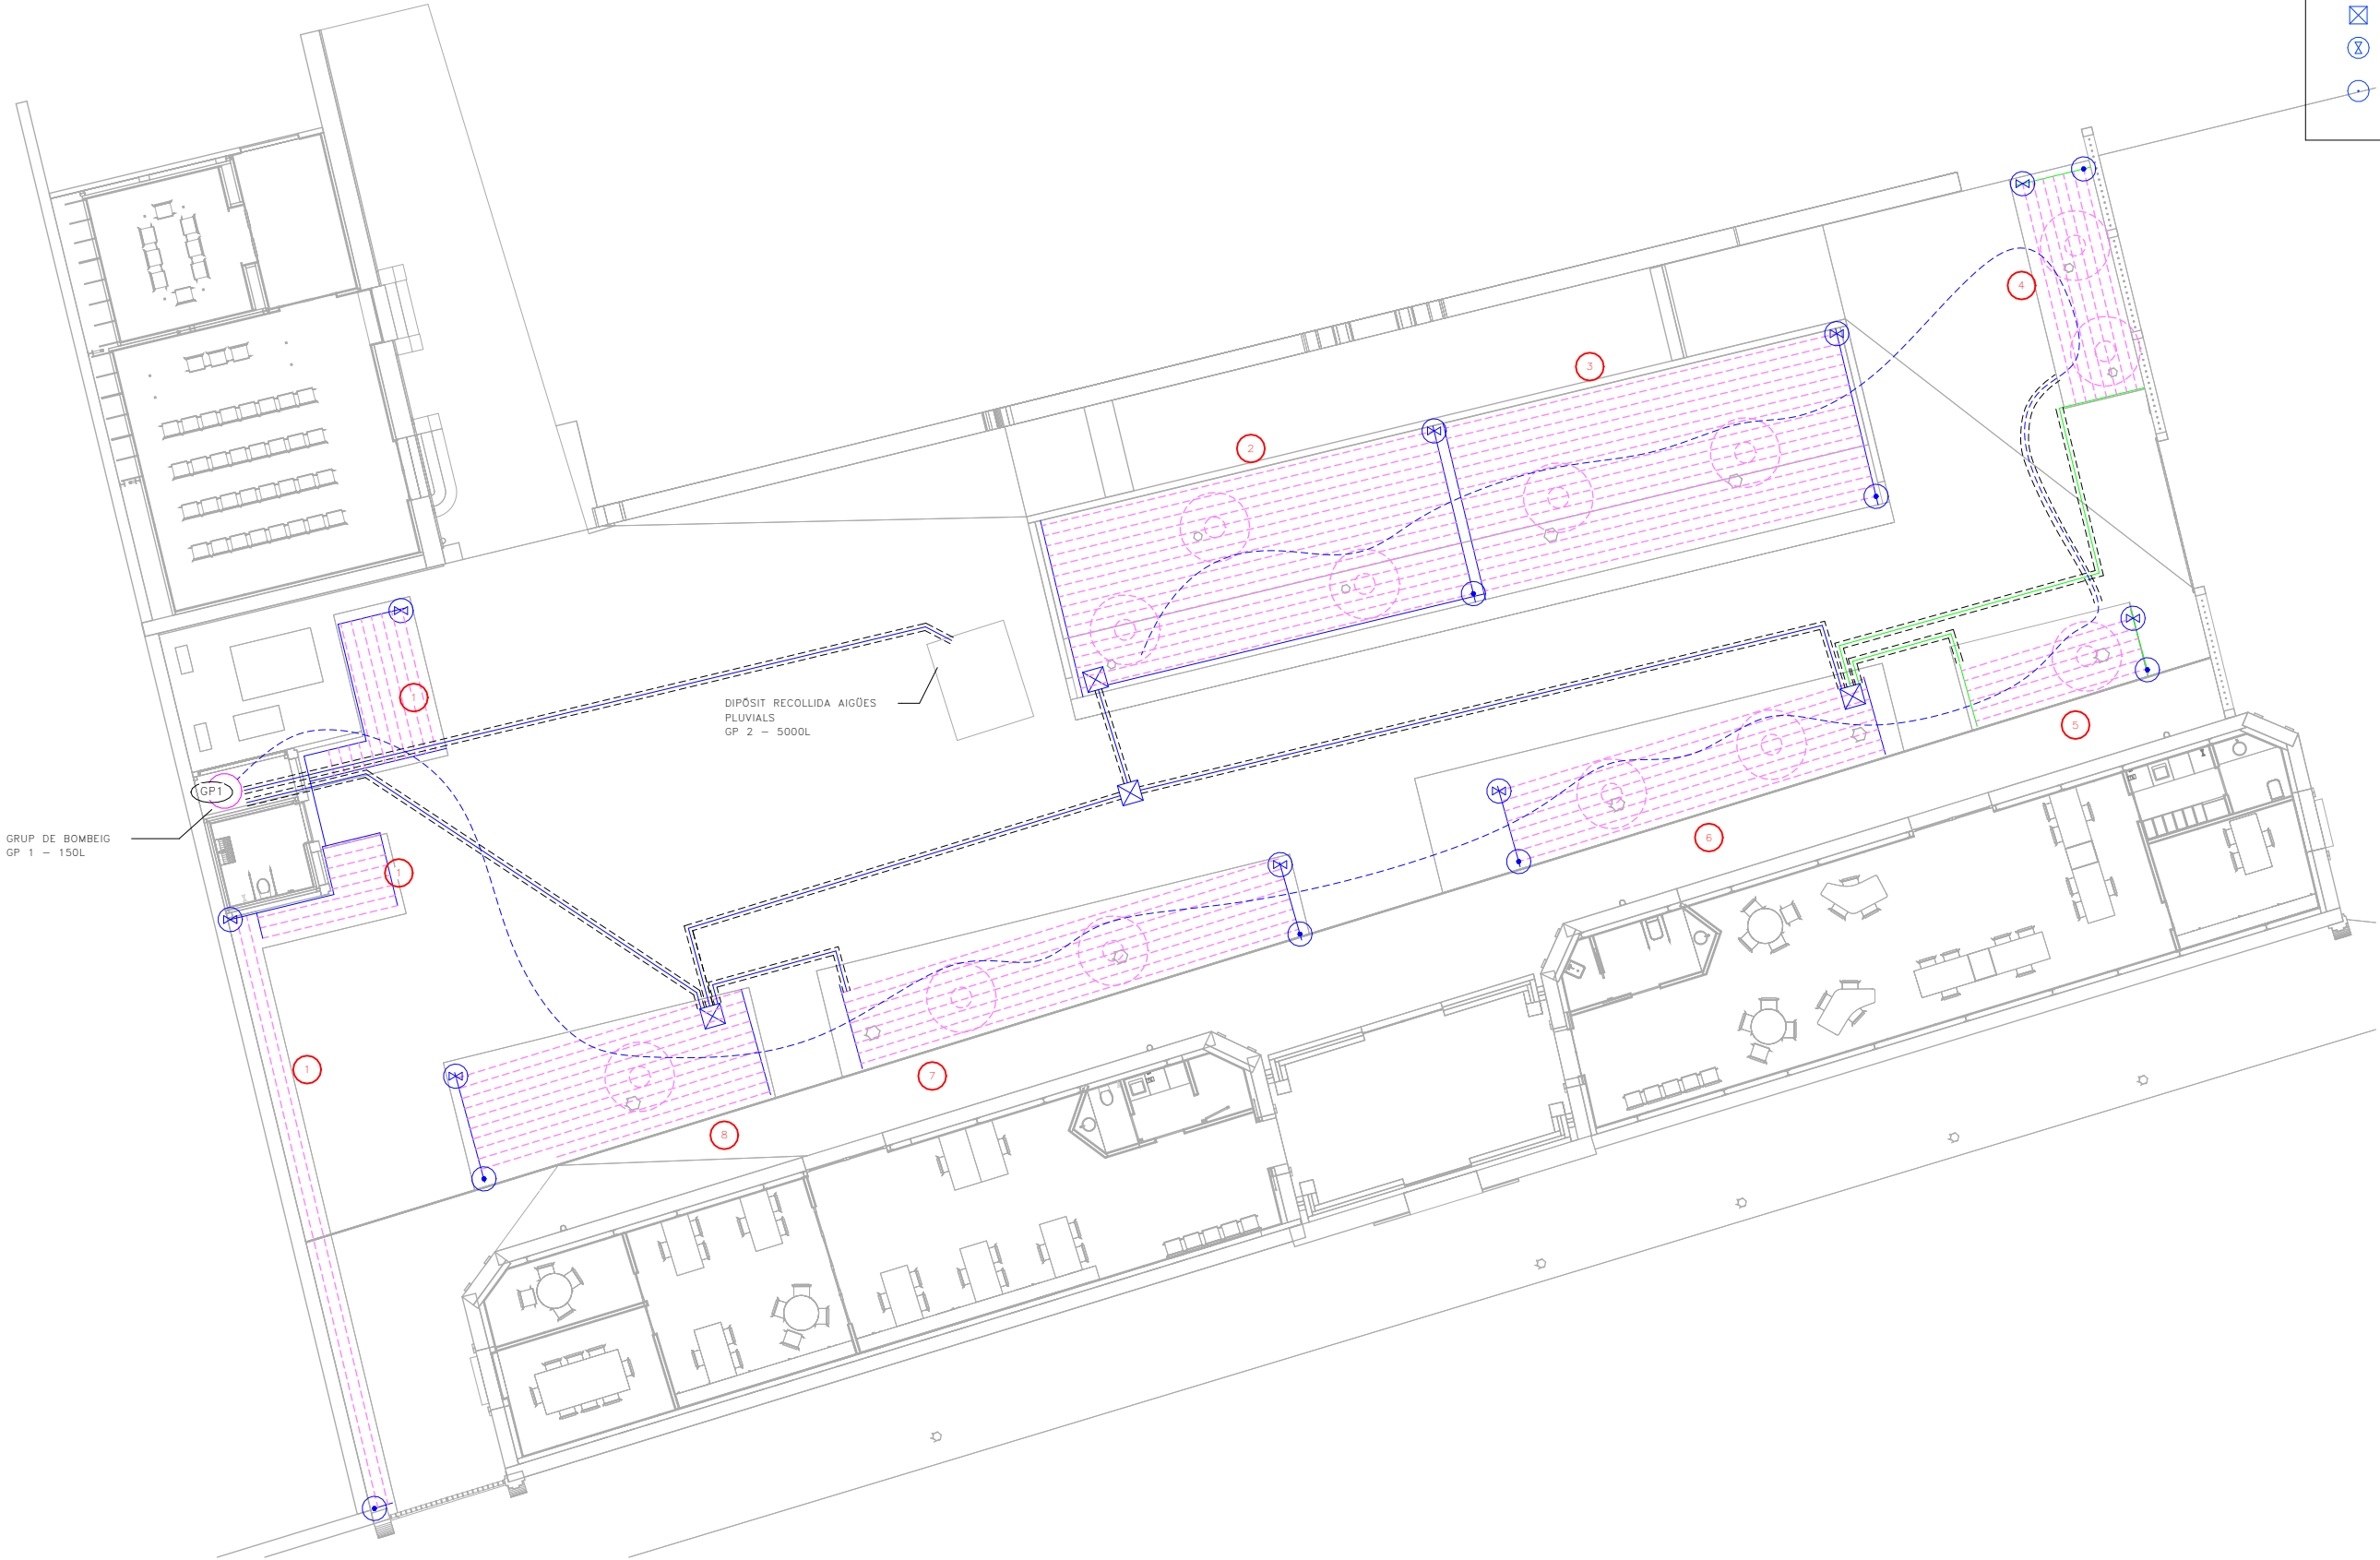 4
3
2
1
DIPÒSIT RECOLLIDA AIGÜES
PLUVIALS
GP 2 – 5000L
5
GP1
GRUP DE BOMBEIG
GP 1 – 150L
6
1
1
7
8